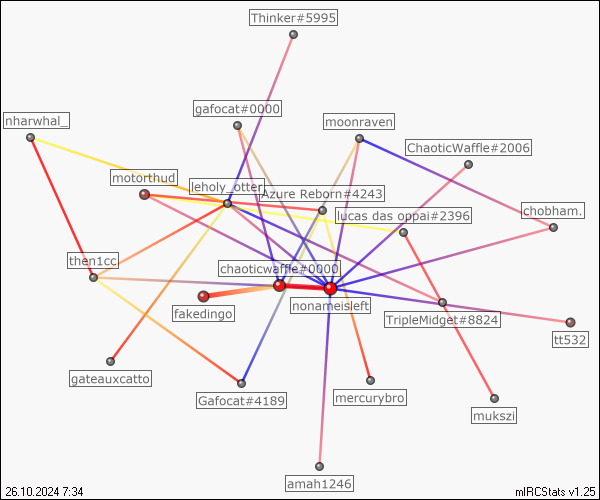 Thinker#5995
gafocat#0000
moonraven
nharwhal_
ChaoticWaffle#2006
motorthud
leholy_otter
Azure Reborn#4243
lucas das oppai#2396
chobham.
then1cc
chaoticwaffle#0000
fakedingo
nonameisleft
TripleMidget#8824
tt532
gateauxcatto
Gafocat#4189
mercurybro
mukszi
amah1246
26.10.2024 7:34
mIRCStats v1.25